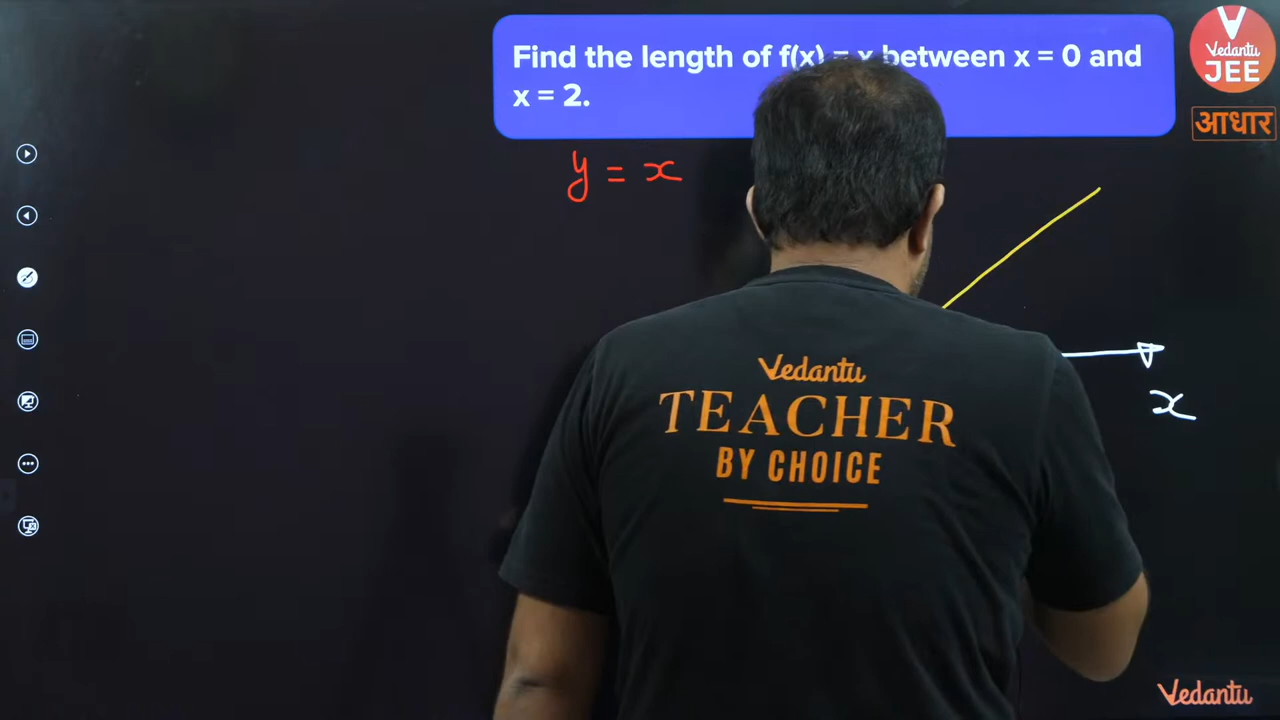 Find the length of f(x) = x between x = 0 and
x = 2.
Vedantu
JEE
आधार
y = x
x
Vedantu
TEACHER
BY CHOICE
Vedantu